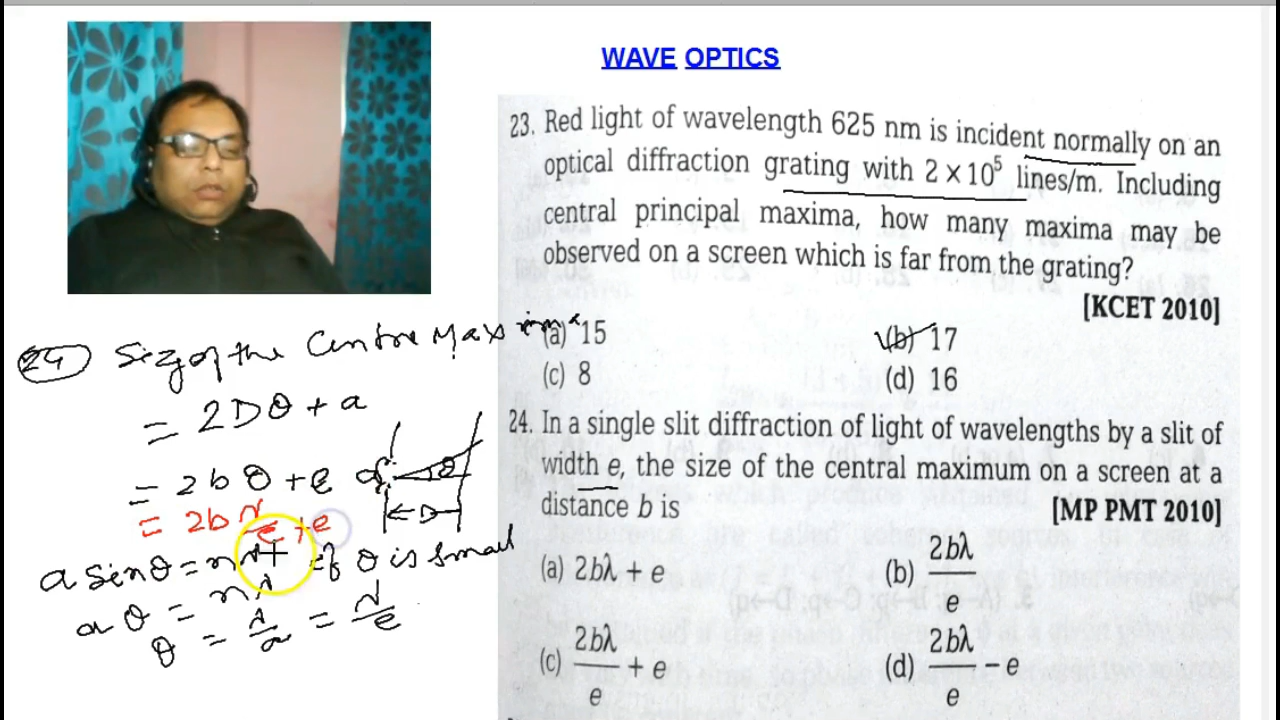 WAVE OPTICS
23. Red light of wavelength 625 nm is incident normally on an
optical diffraction grating with 2 × 10⁵ lines/m. Including
central principal maxima, how many maxima may be
observed on a screen which is far from the grating?
[KCET 2010]
(a) 15 (b) 17
(c) 8 (d) 16
24. In a single slit diffraction of light of wavelengths by a slit of
width e, the size of the central maximum on a screen at a
distance b is
[MP PMT 2010]
(a) 2bλ + e (b) 2bλ/e
(c) 2bλ/e + e (d) 2bλ/e − e
24 Size of the Centre Maxima
= 2Dθ + a
= 2bθ + e
= 2b λ/e + e
a sinθ = nλ if θ is small
a θ = nλ
θ = λ/a = λ/e
θ
D